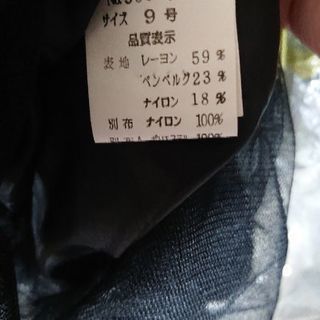 サイズ 9 号
品質表示
表地 レーヨン 59%
ベンベルグ 23%
ナイロン 18%
別布 ナイロン 100%
100%